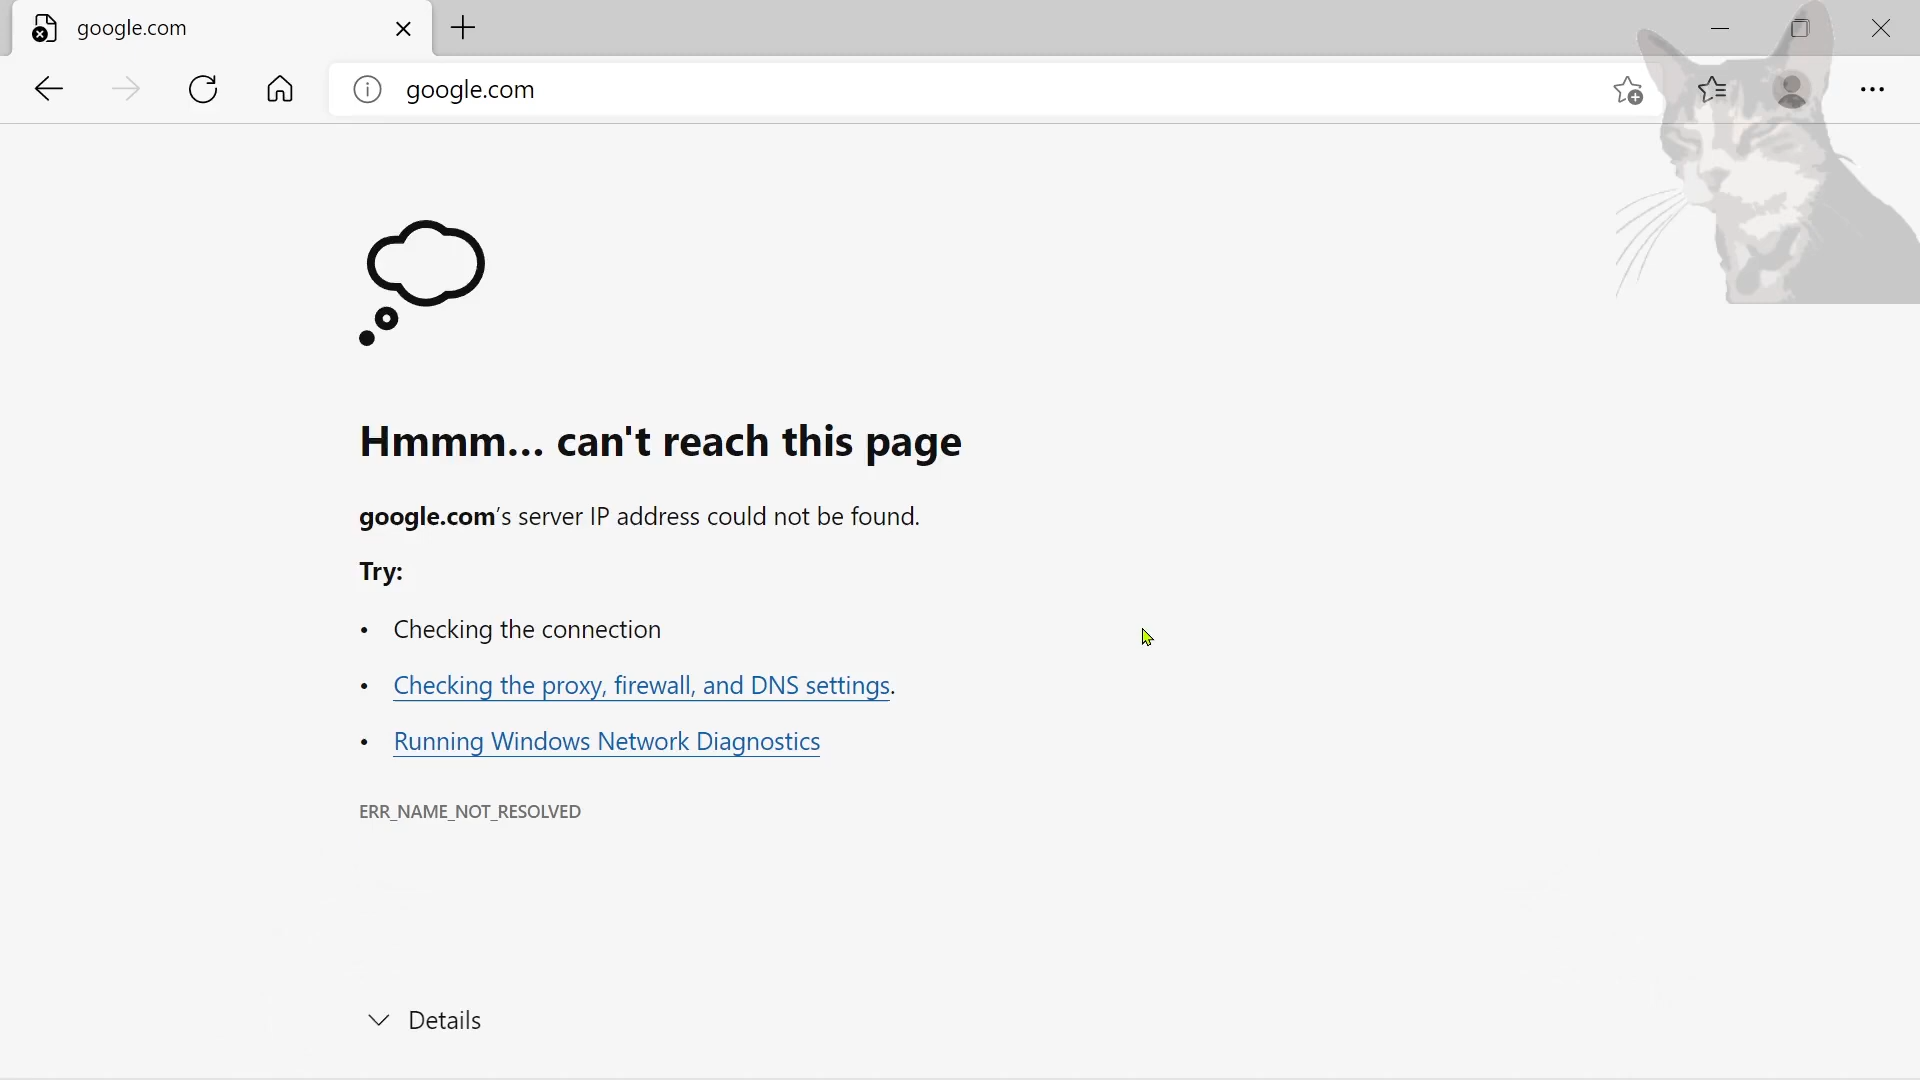 google.com
google.com
Hmmm... can't reach this page
google.com's server IP address could not be found.
Try:
• Checking the connection
• Checking the proxy, firewall, and DNS settings.
• Running Windows Network Diagnostics
ERR_NAME_NOT_RESOLVED
Details